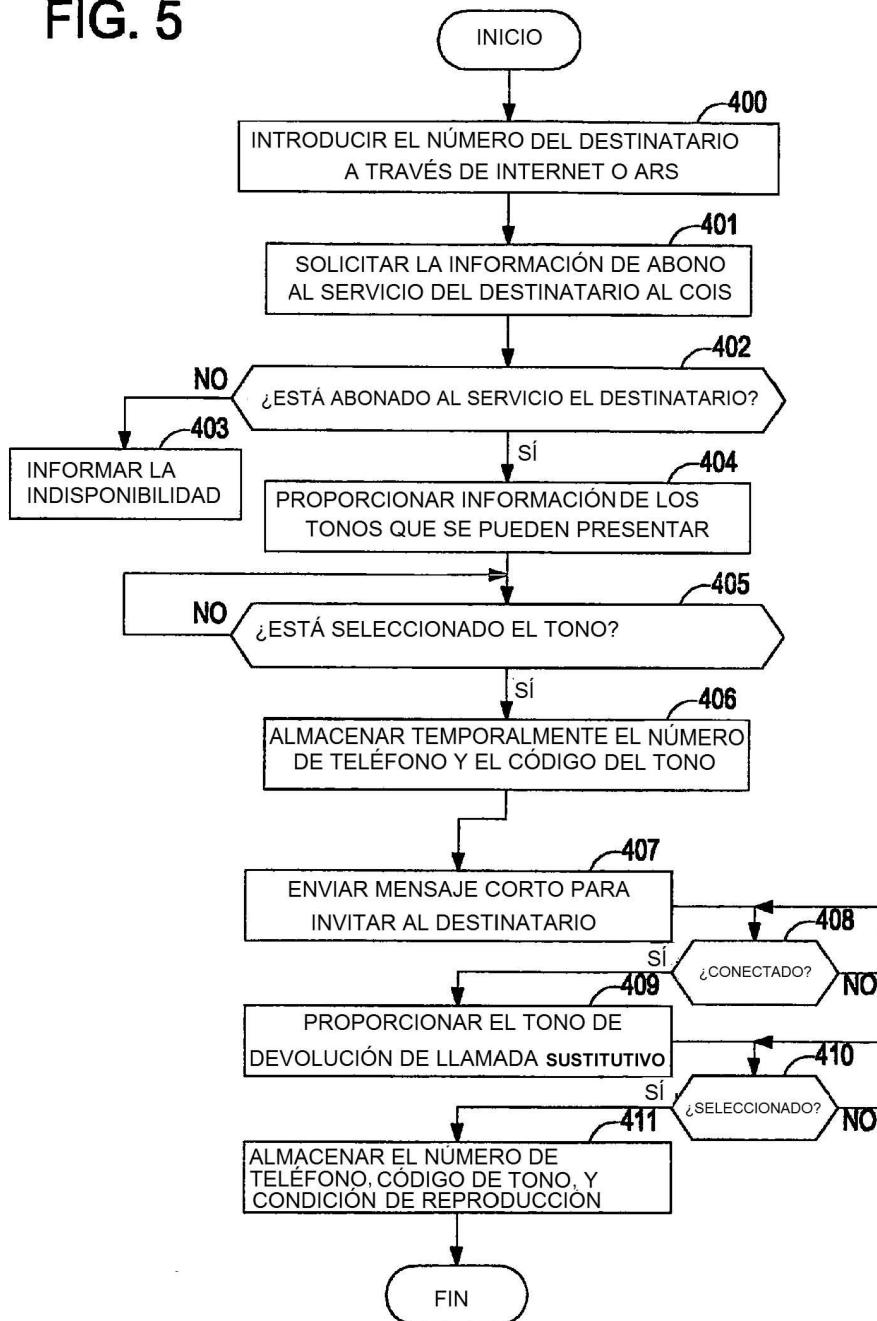 FIG. 5
INICIO
400
INTRODUCIR EL NÚMERO DEL DESTINATARIO
A TRAVÉS DE INTERNET O ARS
401
SOLICITAR LA INFORMACIÓN DE ABONO
AL SERVICIO DEL DESTINATARIO AL COIS
402
NO
¿ESTÁ ABONADO AL SERVICIO EL DESTINATARIO?
403
SÍ
INFORMAR LA
INDISPONIBILIDAD
404
PROPORCIONAR INFORMACIÓN DE LOS
TONOS QUE SE PUEDEN PRESENTAR
405
NO
¿ESTÁ SELECCIONADO EL TONO?
SÍ
406
ALMACENAR TEMPORALMENTE EL NÚMERO
DE TELÉFONO Y EL CÓDIGO DEL TONO
407
ENVIAR MENSAJE CORTO PARA
INVITAR AL DESTINATARIO
408
SÍ
¿CONECTADO?
NO
409
PROPORCIONAR EL TONO DE
DEVOLUCIÓN DE LLAMADA SUSTITUTIVO
410
SÍ
¿SELECCIONADO?
NO
411
ALMACENAR EL NÚMERO DE
TELÉFONO, CÓDIGO DE TONO, Y
CONDICIÓN DE REPRODUCCIÓN
FIN